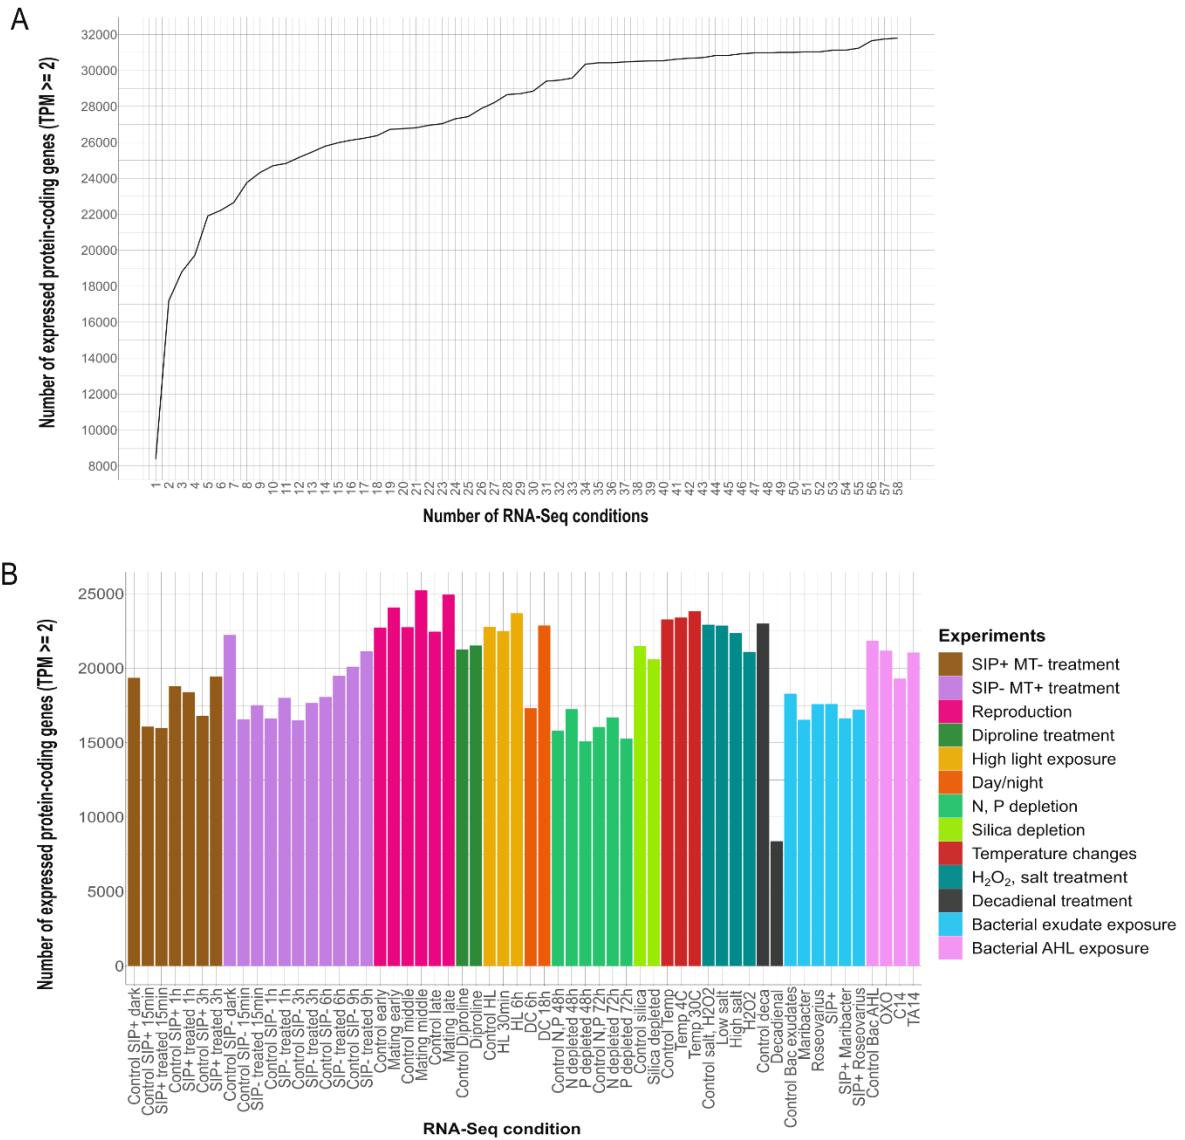 A
Number of expressed protein-coding genes (TPM >= 2)
32000
30000
28000
26000
24000
22000
20000
18000
16000
14000
12000
10000
8000
1 2 3 4 5 6 7 8 9 10 11 12 13 14 15 16 17 18 19 20 21 22 23 24 25 26 27 28 29 30 31 32 33 34 35 36 37 38 39 40 41 42 43 44 45 46 47 48 49 50 51 52 53 54 55 56 57 58
Number of RNA-Seq conditions
B
Number of expressed protein-coding genes (TPM >= 2)
25000
20000
15000
10000
5000
0
Control SIP+ dark
Control SIP+ 15min
SIP+ treated 15min
Control SIP+ 1h
SIP+ treated 1h
Control SIP+ 3h
SIP+ treated 3h
Control SIP- dark
Control SIP- 15min
SIP- treated 15min
Control SIP- 1h
SIP- treated 1h
Control SIP- 3h
SIP- treated 3h
Control SIP- 6h
SIP- treated 6h
Control SIP- 9h
SIP- treated 9h
Control early
Mating early
Control middle
Mating middle
Control late
Mating late
Control Diproline
Diproline
Control HL
HL 30min
HL 6h
DC 6h
DC 18h
Control N,P 48h
N depleted 48h
P depleted 48h
Control N,P 72h
N depleted 72h
P depleted 72h
Control silica
Silica depleted
Control Temp
Temp 4C
Temp 30C
Control salt, H2O2
Low salt
High salt
H2O2
Control deca
Decadienal
Control Bac exudates
Maribacter
Roseovarius
SIP+
SIP+ Maribacter
SIP+ Roseovarius
Control Bac AHL
OXO
C14
TA14
RNA-Seq condition
Experiments
SIP+ MT- treatment
SIP- MT+ treatment
Reproduction
Diproline treatment
High light exposure
Day/night
N, P depletion
Silica depletion
Temperature changes
H₂O₂, salt treatment
Decadienal treatment
Bacterial exudate exposure
Bacterial AHL exposure